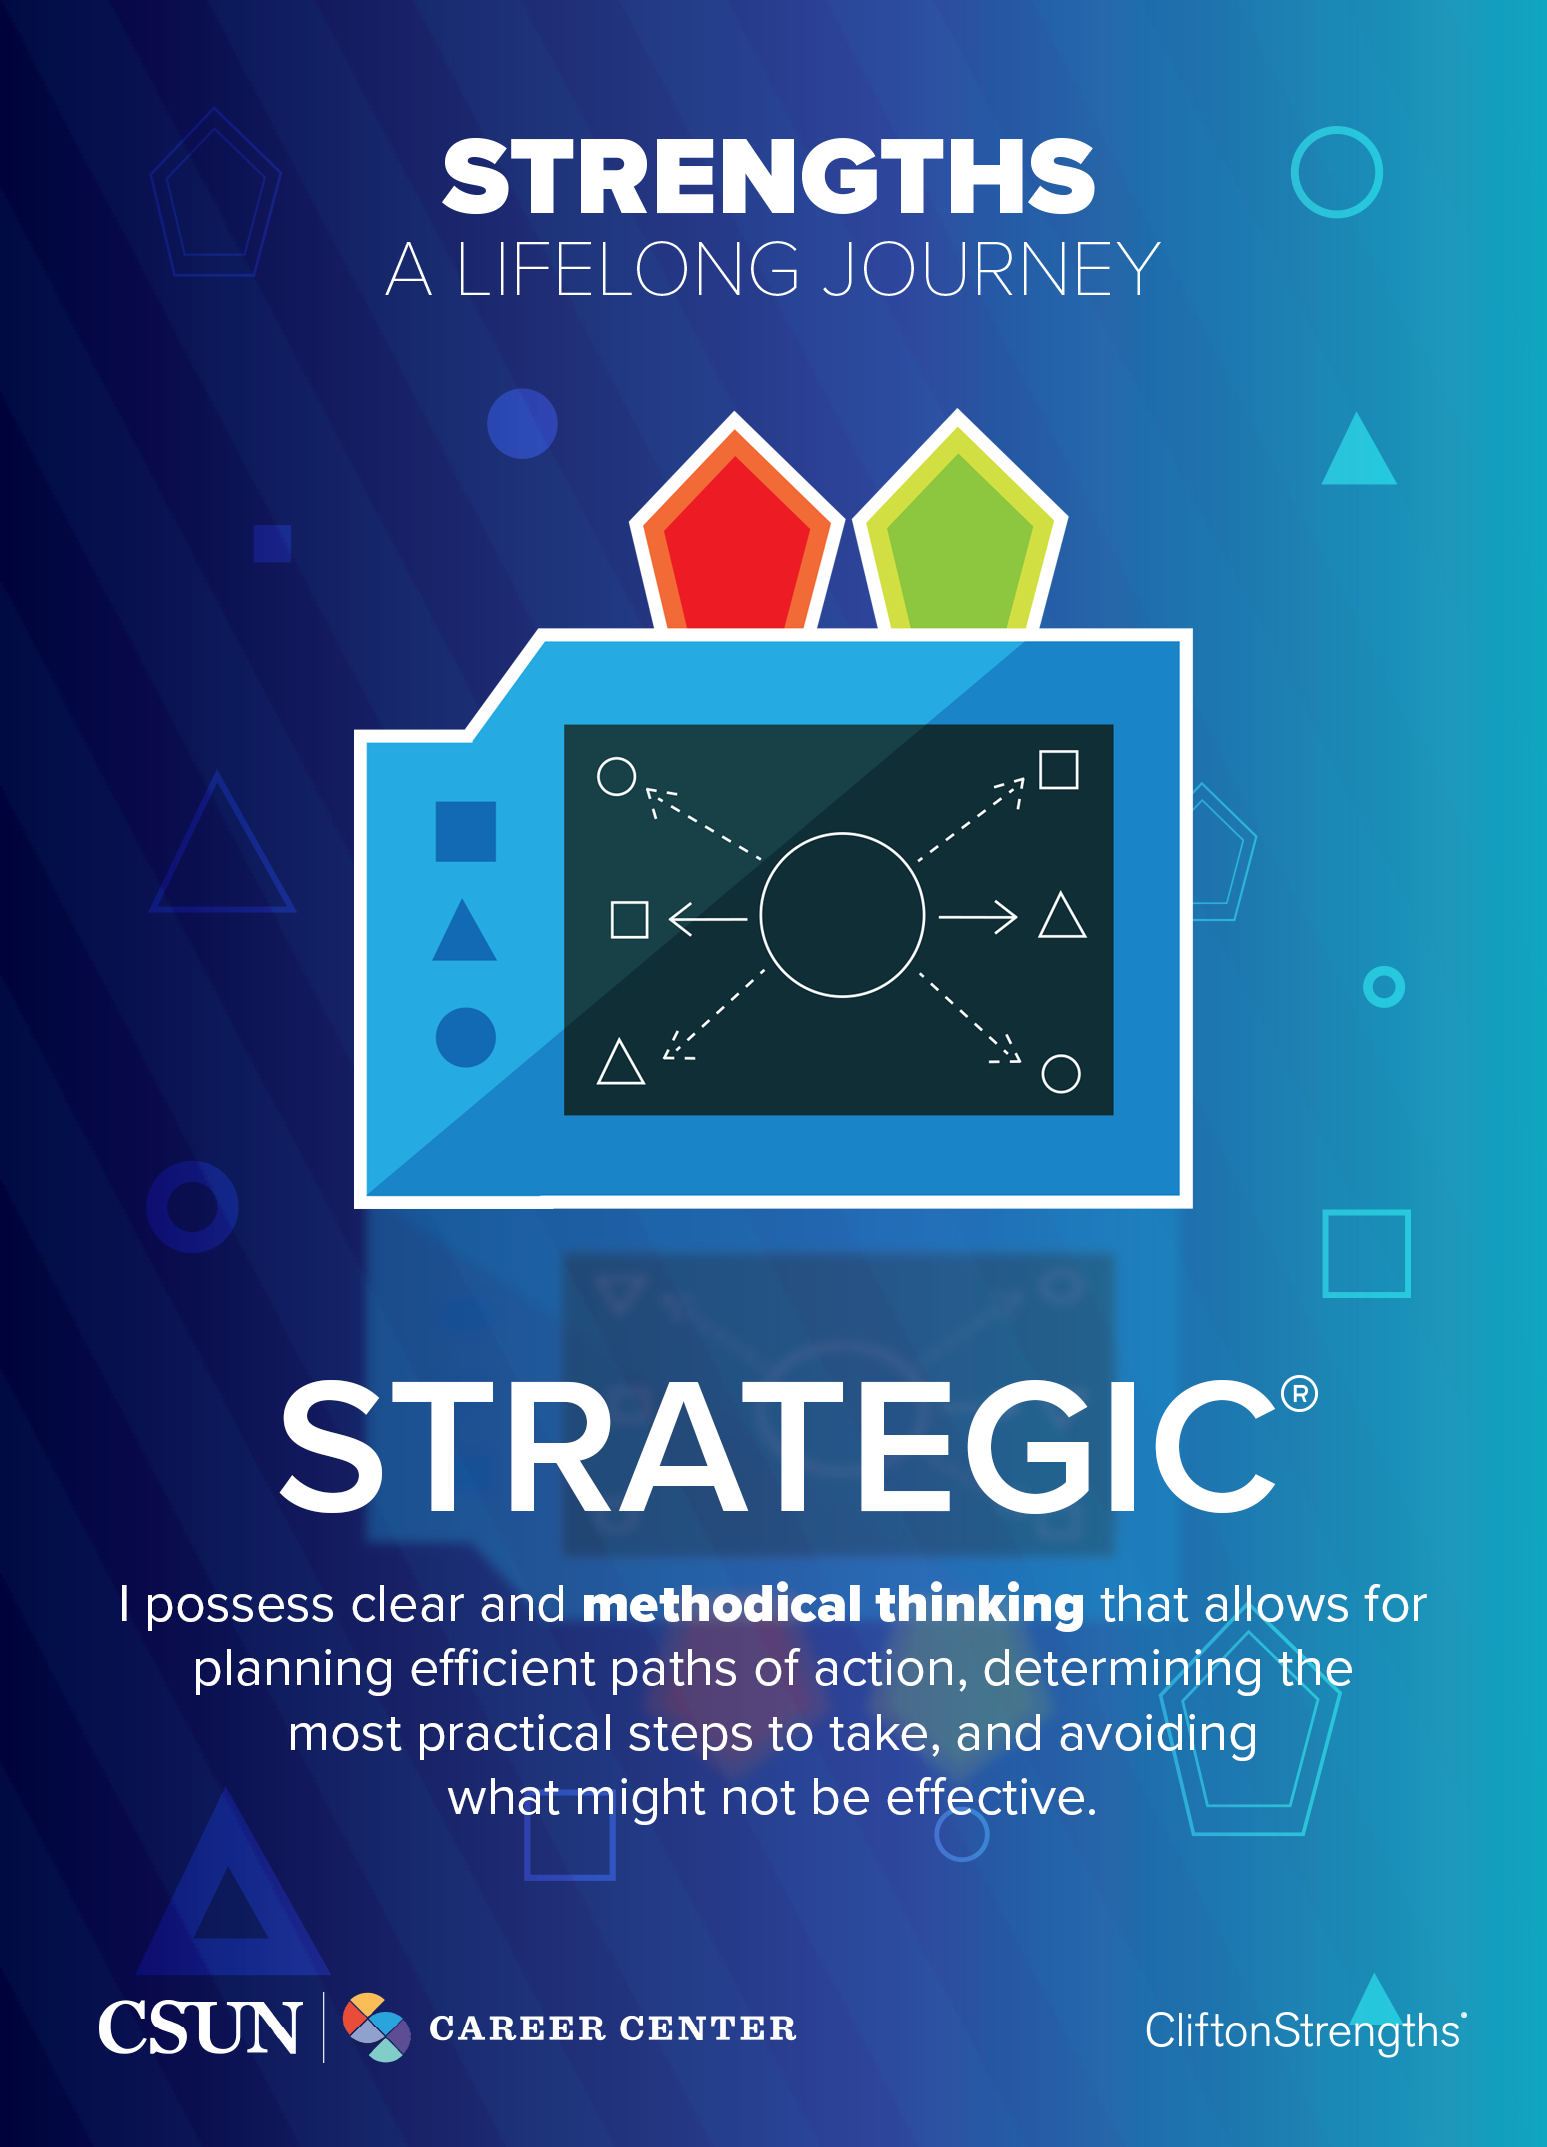 STRENGTHS
A LIFELONG JOURNEY
STRATEGIC®
I possess clear and methodical thinking that allows for
planning efficient paths of action, determining the
most practical steps to take, and avoiding
what might not be effective.
CSUN | CAREER CENTER
CliftonStrengths